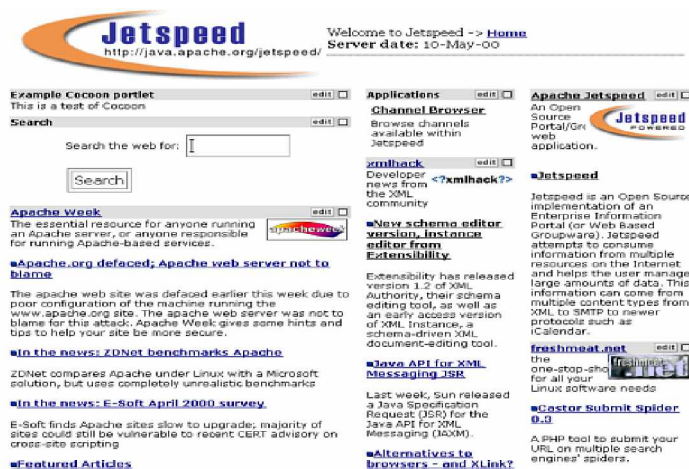 Jetspeed
http://java.apache.org/jetspeed/
Welcome to Jetspeed -> Home
Server date: 10-May-00
Example Cocoon portlet
edit
This is a test of Cocoon
Search
edit
Search the web for:
Search
Apache Week
edit
The essential resource for anyone running
an Apache server, or anyone responsible
for running Apache-based services.
apacheweek
Apache.org defaced; Apache web server not to
blame
The apache web site was defaced earlier this week due to
poor configuration of the machine running the
www.apache.org site. The apache web server was not to
blame for this attack. Apache Week gives some hints and
tips to help your site be more secure.
In the news: ZDNet benchmarks Apache
ZDNet compares Apache under Linux with a Microsoft
solution, but uses completely unrealistic benchmarks
In the news: E-Soft April 2000 survey
E-Soft finds Apache sites slow to upgrade; majority of
sites could still be vulnerable to recent CERT advisory on
cross-site scripting
Featured Articles
Applications
edit
Channel Browser
Browse channels
available within
Jetspeed
xmlhack
edit
Developer
news from
the XML
community
<?xmlhack?>
New schema editor
version, instance
editor from
Extensibility
Extensibility has released
version 1.2 of XML
Authority, their schema
editing tool, as well as
an early access version
of XML Instance, a
schema-driven XML
document-editing tool.
Java API for XML
Messaging JSR
Last week, Sun released
a Java Specification
Request (JSR) for the
Java API for XML
Messaging (JAXM).
Alternatives to
browsers - and XLink?
Apache Jetspeed
edit
An Open
Source
Portal/Gro
web
application.
Jetspeed
POWERED
Jetspeed
Jetspeed is an Open Source
implementation of an
Enterprise Information
Portal (or Web Based
Groupware). Jetspeed
attempts to consume
information from multiple
resources on the Internet
and helps the user manage
large amounts of data. This
information can come from
multiple content types from
XML to SMTP to newer
protocols such as
iCalendar.
freshmeat.net
edit
the
one-stop-sho
for all your
Linux software needs
freshmeat
.net
Castor Submit Spider
0.3
A PHP tool to submit your
URL on multiple search
engines' spiders.